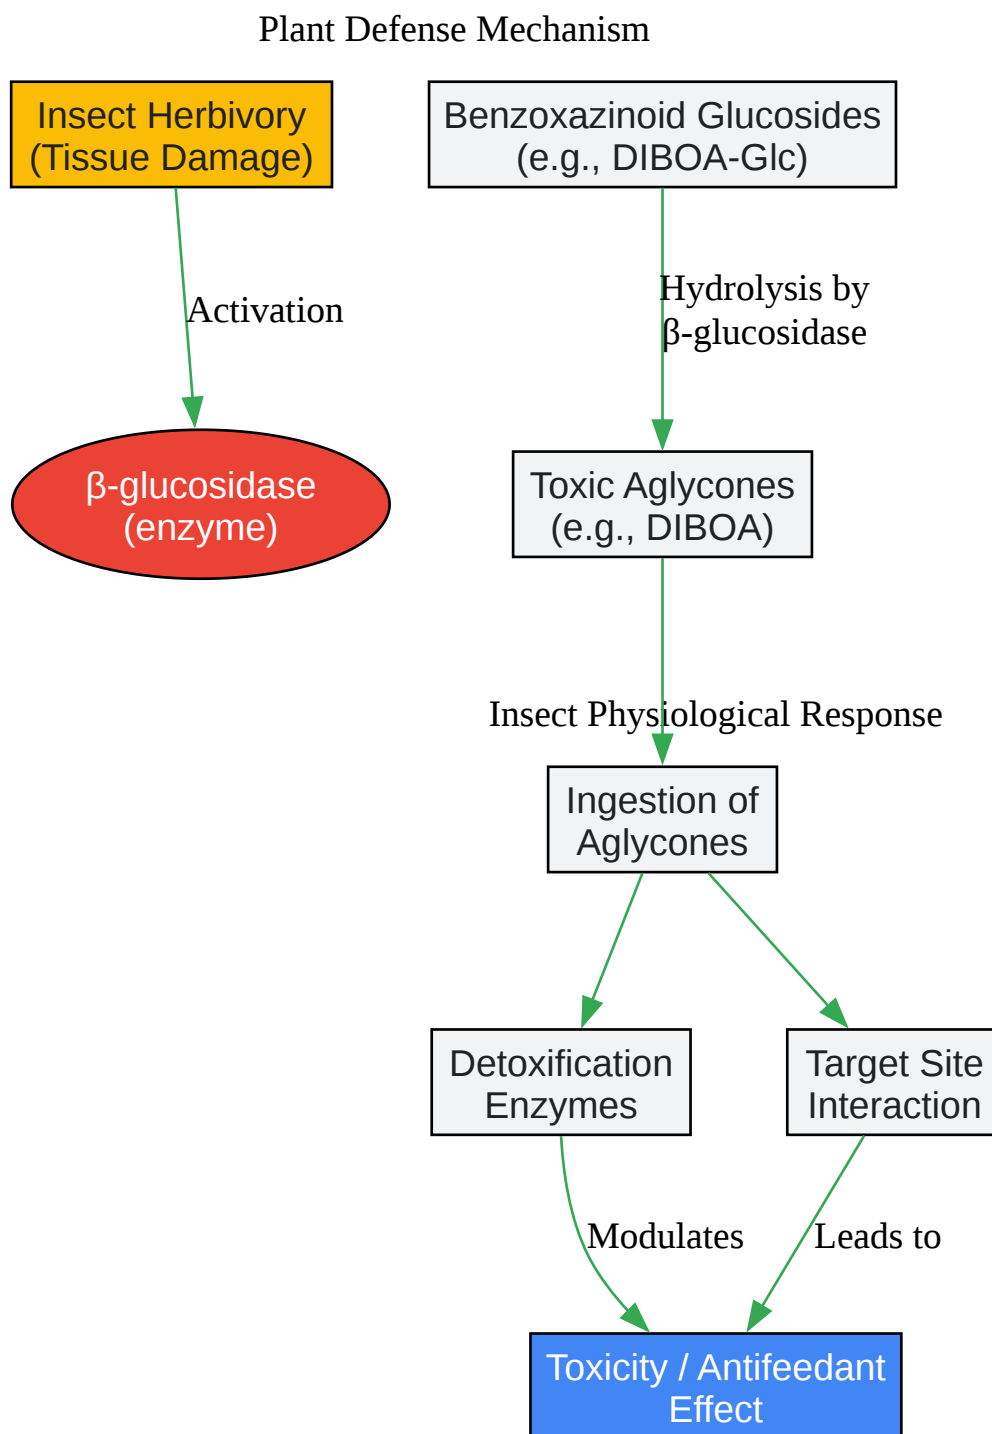 Plant Defense Mechanism
Insect Herbivory
(Tissue Damage)
Benzoxazinoid Glucosides
(e.g., DIBOA-Glc)
Activation
Hydrolysis by
β-glucosidase
β-glucosidase
(enzyme)
Toxic Aglycones
(e.g., DIBOA)
Insect Physiological Response
Ingestion of
Aglycones
Detoxification
Enzymes
Target Site
Interaction
Modulates
Leads to
Toxicity / Antifeedant
Effect